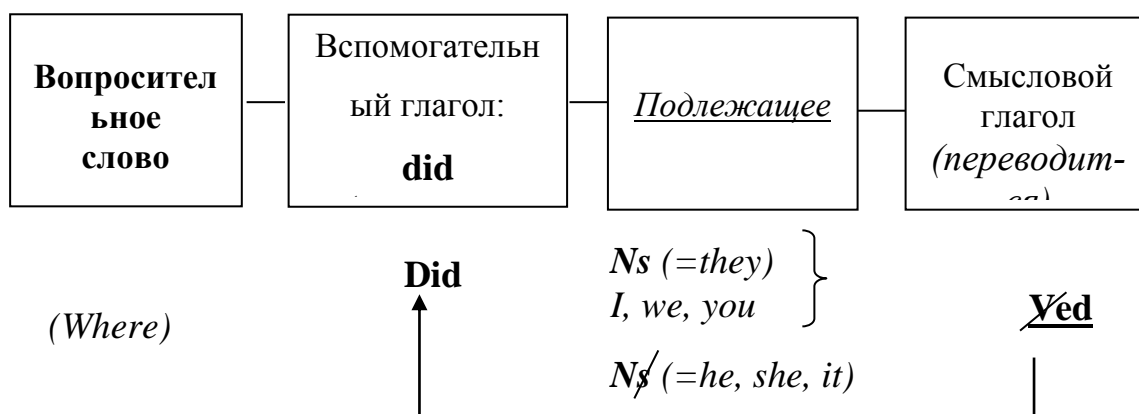 Вопросител
ьное
слово
Вспомогательн
ый глагол:
did
Подлежащее
Смысловой
глагол
(переводит-
ся)
(Where)
Did
Ns (=they)
I, we, you
Ns (=he, she, it)
Ved